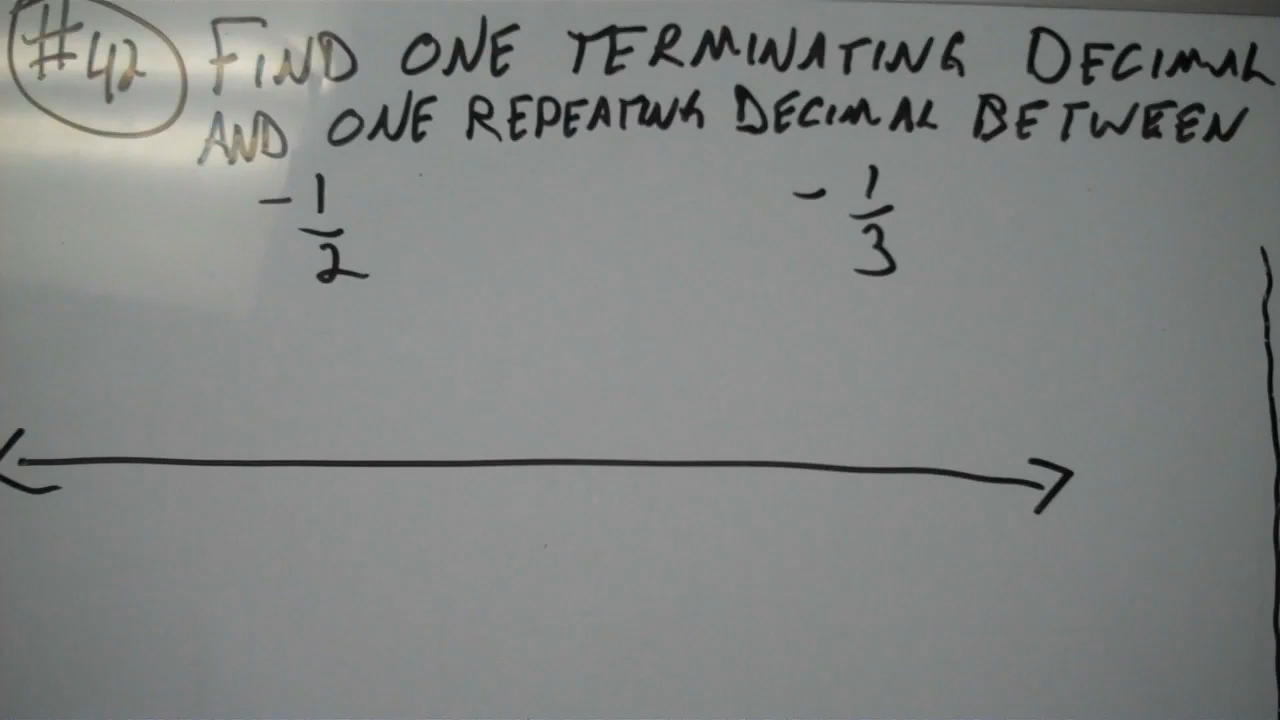 #42 FIND ONE TERMINATING DECIMAL
AND ONE REPEATING DECIMAL BETWEEN
-1/2 -1/3